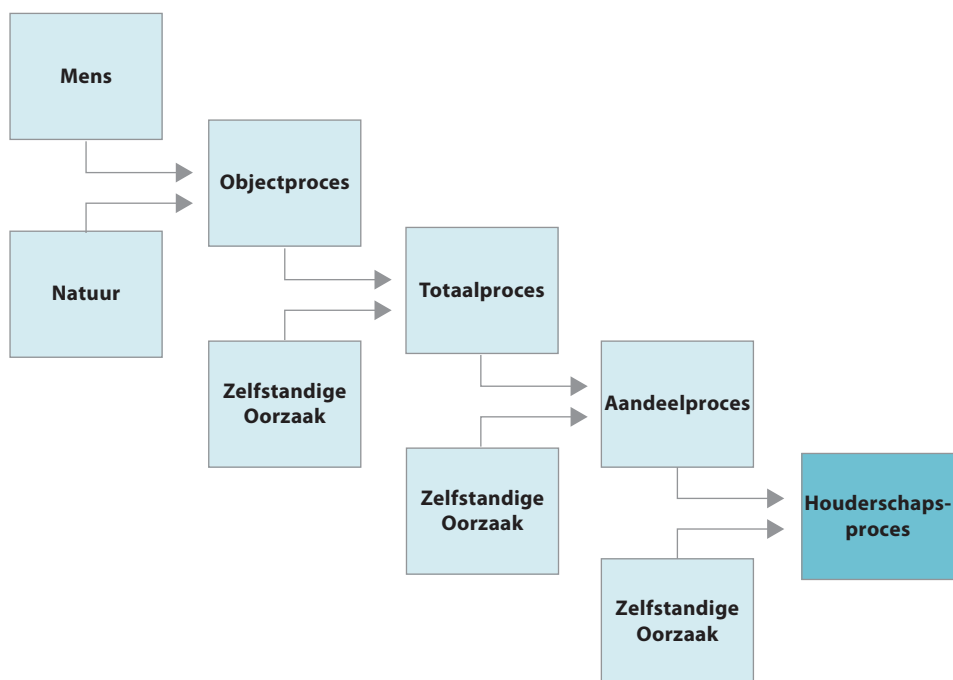 Mens
Objectproces
Natuur
Totaalproces
Zelfstandige
Oorzaak
Aandeelproces
Zelfstandige
Oorzaak
Houderschaps-
proces
Zelfstandige
Oorzaak